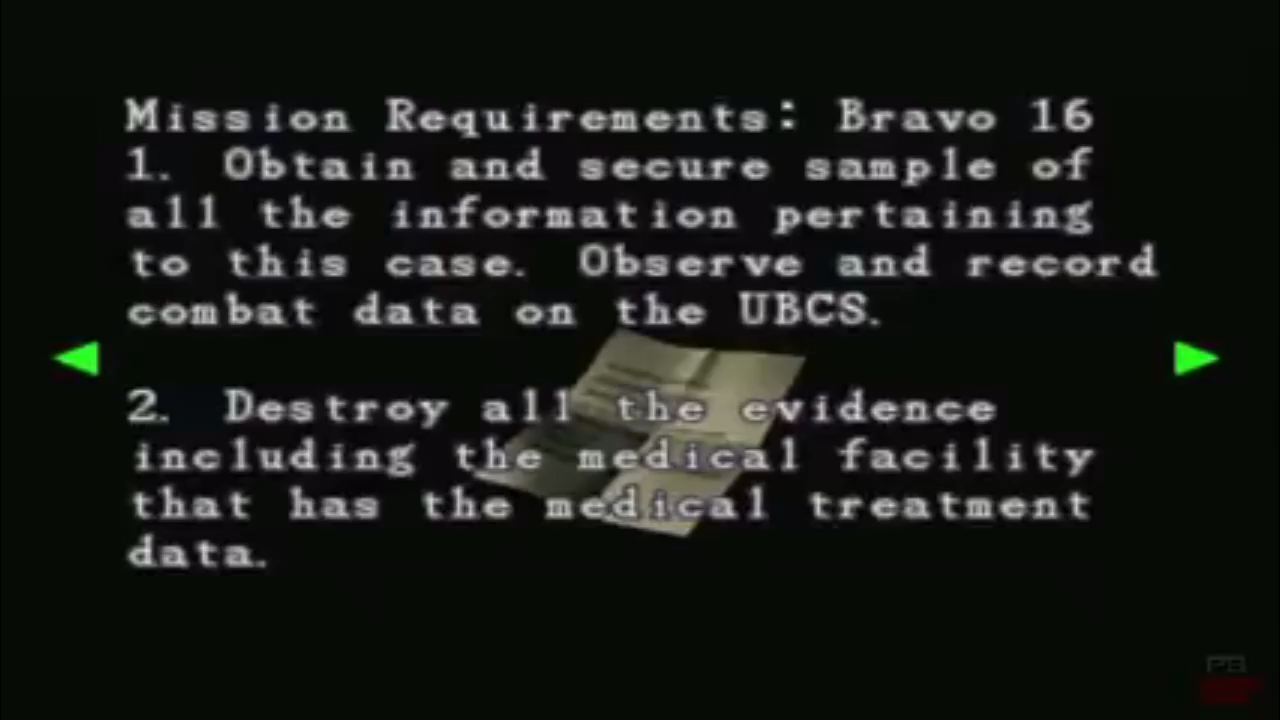 Mission Requirements: Bravo 16
1. Obtain and secure sample of
all the information pertaining
to this case. Observe and record
combat data on the UBCS.
2. Destroy all the evidence
including the medical facility
that has the medical treatment
data.